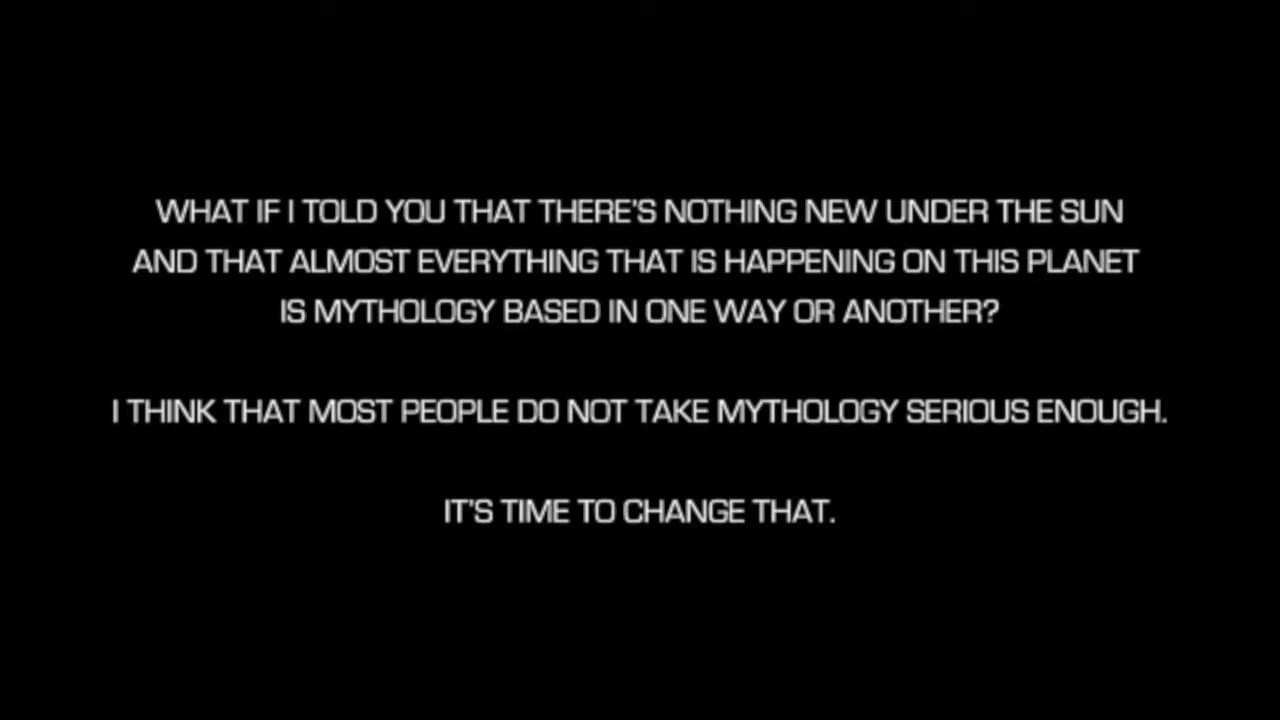 WHAT IF I TOLD YOU THAT THERE'S NOTHING NEW UNDER THE SUN
AND THAT ALMOST EVERYTHING THAT IS HAPPENING ON THIS PLANET
IS MYTHOLOGY BASED IN ONE WAY OR ANOTHER?
I THINK THAT MOST PEOPLE DO NOT TAKE MYTHOLOGY SERIOUS ENOUGH.
IT'S TIME TO CHANGE THAT.